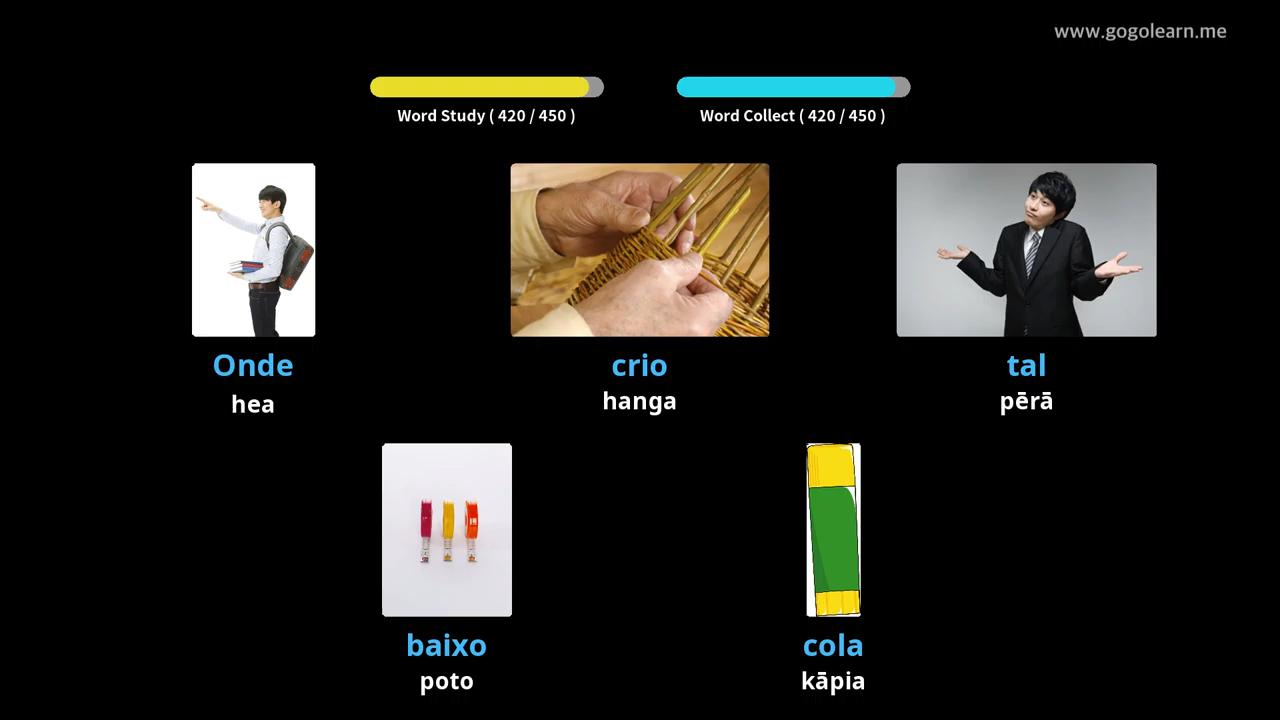 www.gogolearn.me
Word Study ( 420 / 450 )
Word Collect ( 420 / 450 )
Onde
hea
crio
hanga
tal
pērā
baixo
poto
cola
kāpia